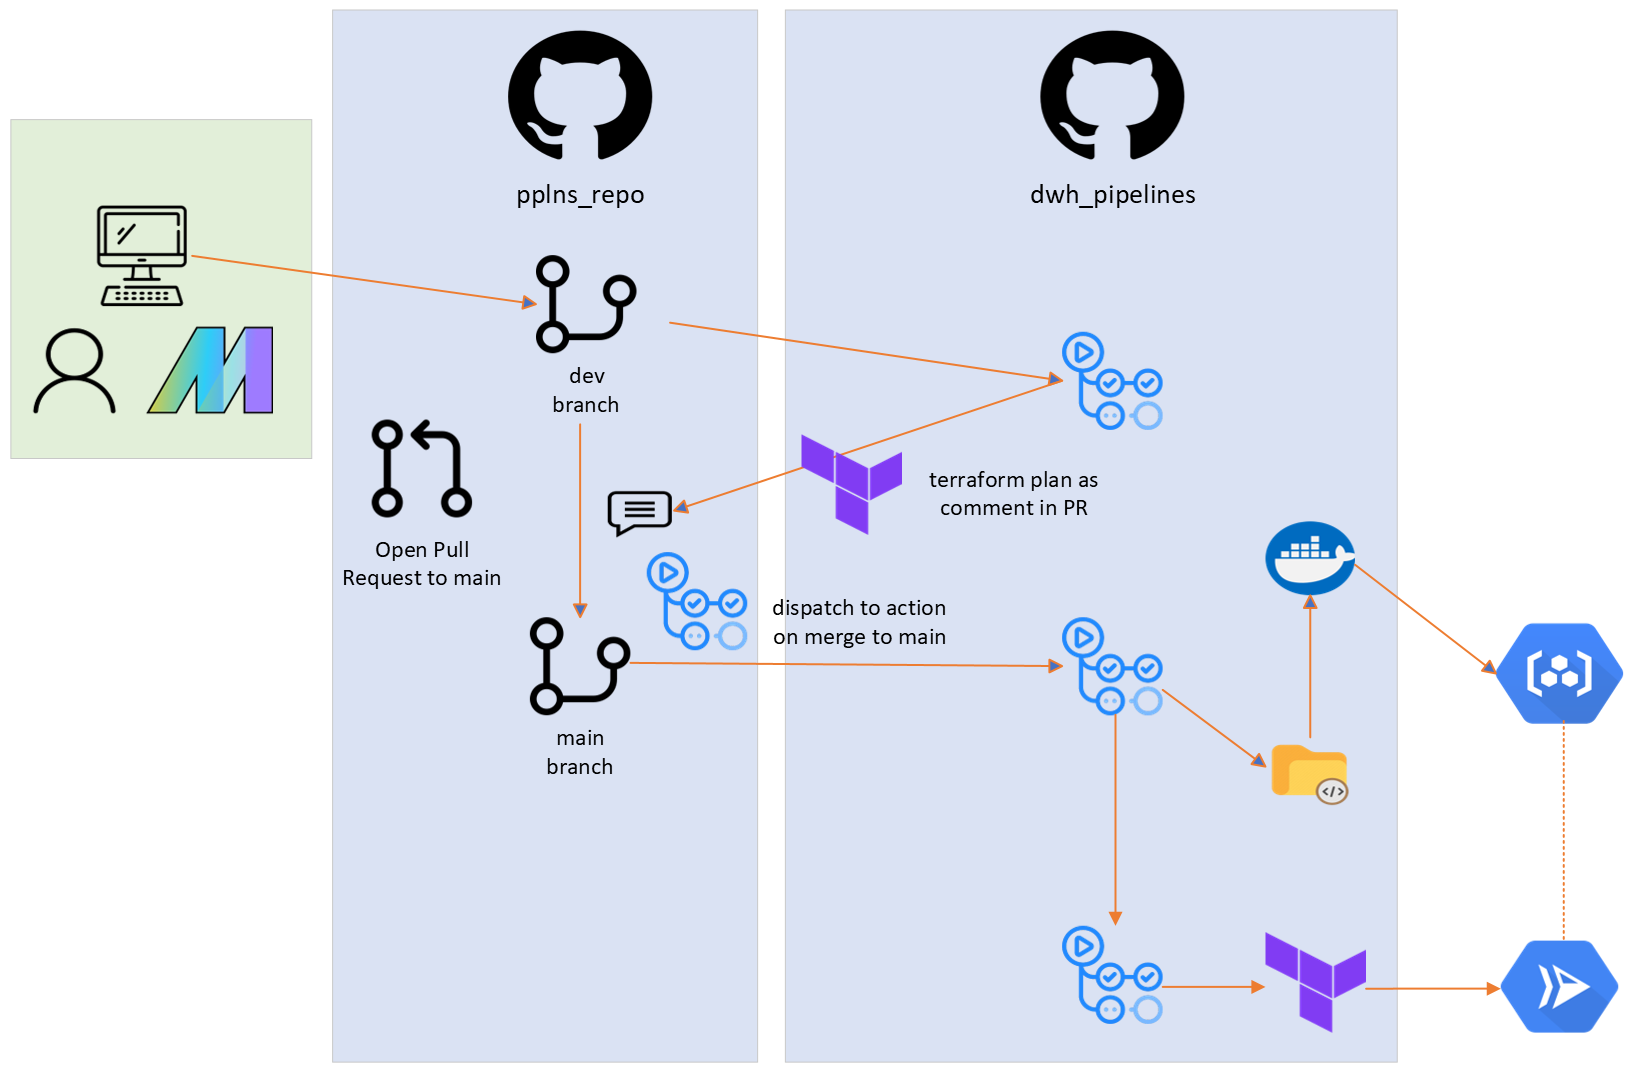 pplns_repo
dwh_pipelines
dev
branch
Open Pull
Request to main
terraform plan as
comment in PR
dispatch to action
on merge to main
main
branch